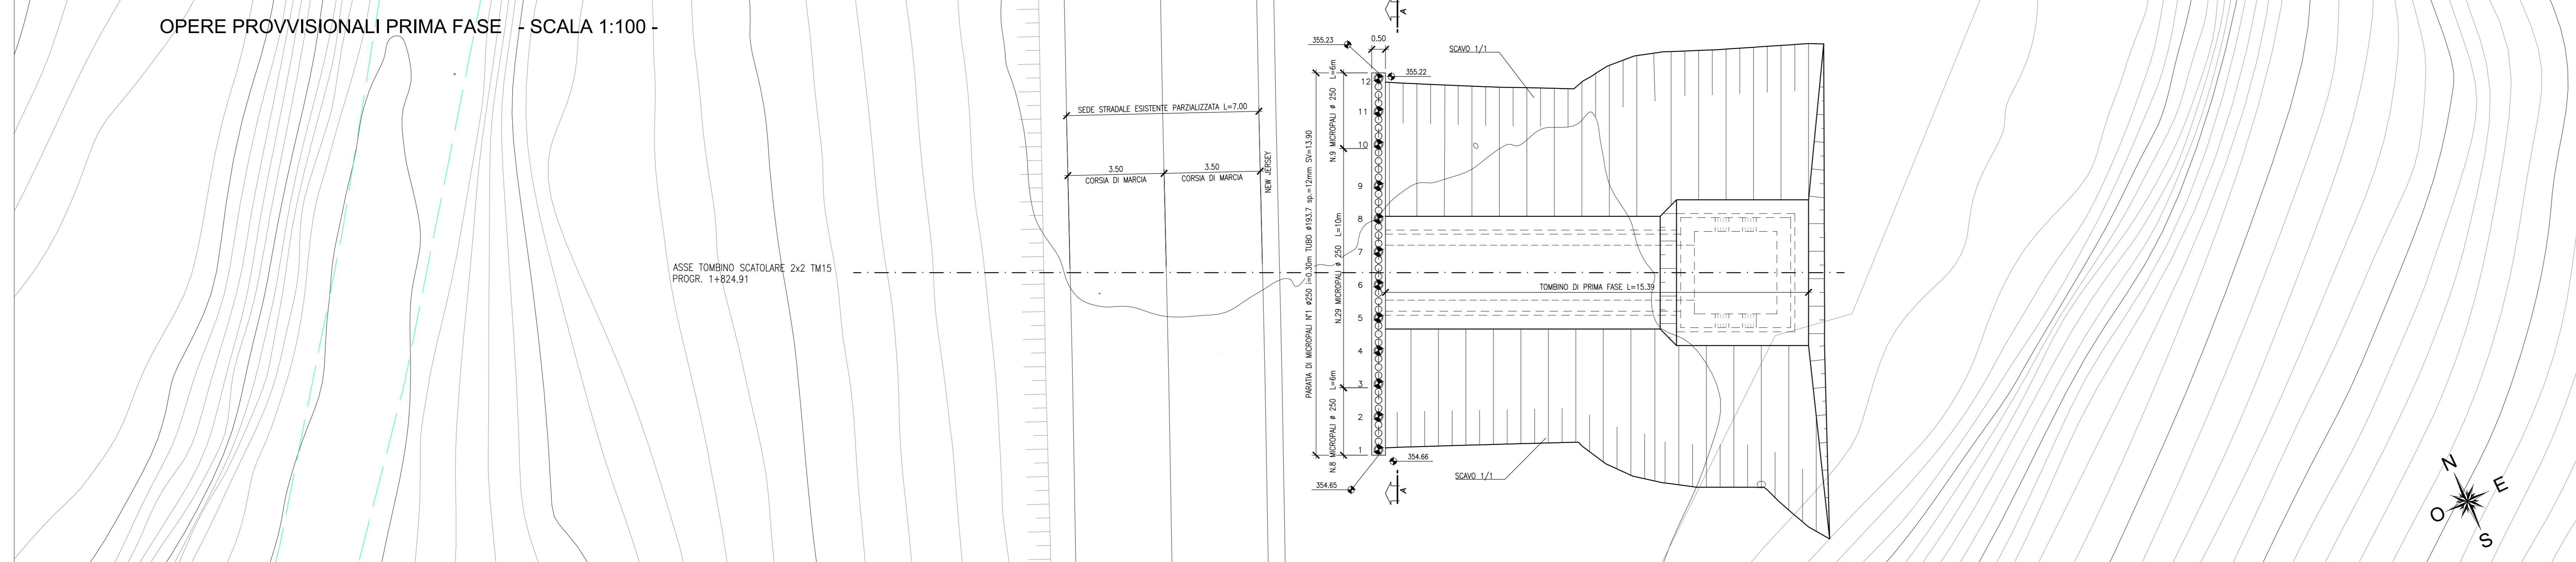 OPERE PROVVISIONALI PRIMA FASE - SCALA 1:100 -
A
355.23
0.50
SCAVO 1/1
355.22
SEDE STRADALE ESISTENTE PARZIALIZZATA L=7.00
3.50
CORSIA DI MARCIA
3.50
CORSIA DI MARCIA
NEW JERSEY
PARATIA DI MICROPALI N°1 ø250 i=0.30m TUBO ø193.7 sp.=12mm SV=13.90
N.9 MICROPALI ø 250 L=6m
N.29 MICROPALI ø 250 L=10m
N.8 MICROPALI ø 250 L=6m
12
11
10
9
8
7
6
5
4
3
2
1
ASSE TOMBINO SCATOLARE 2x2 TM15
PROGR. 1+824.91
TOMBINO DI PRIMA FASE L=15.39
354.66
354.65
SCAVO 1/1
A
N
E
O
S